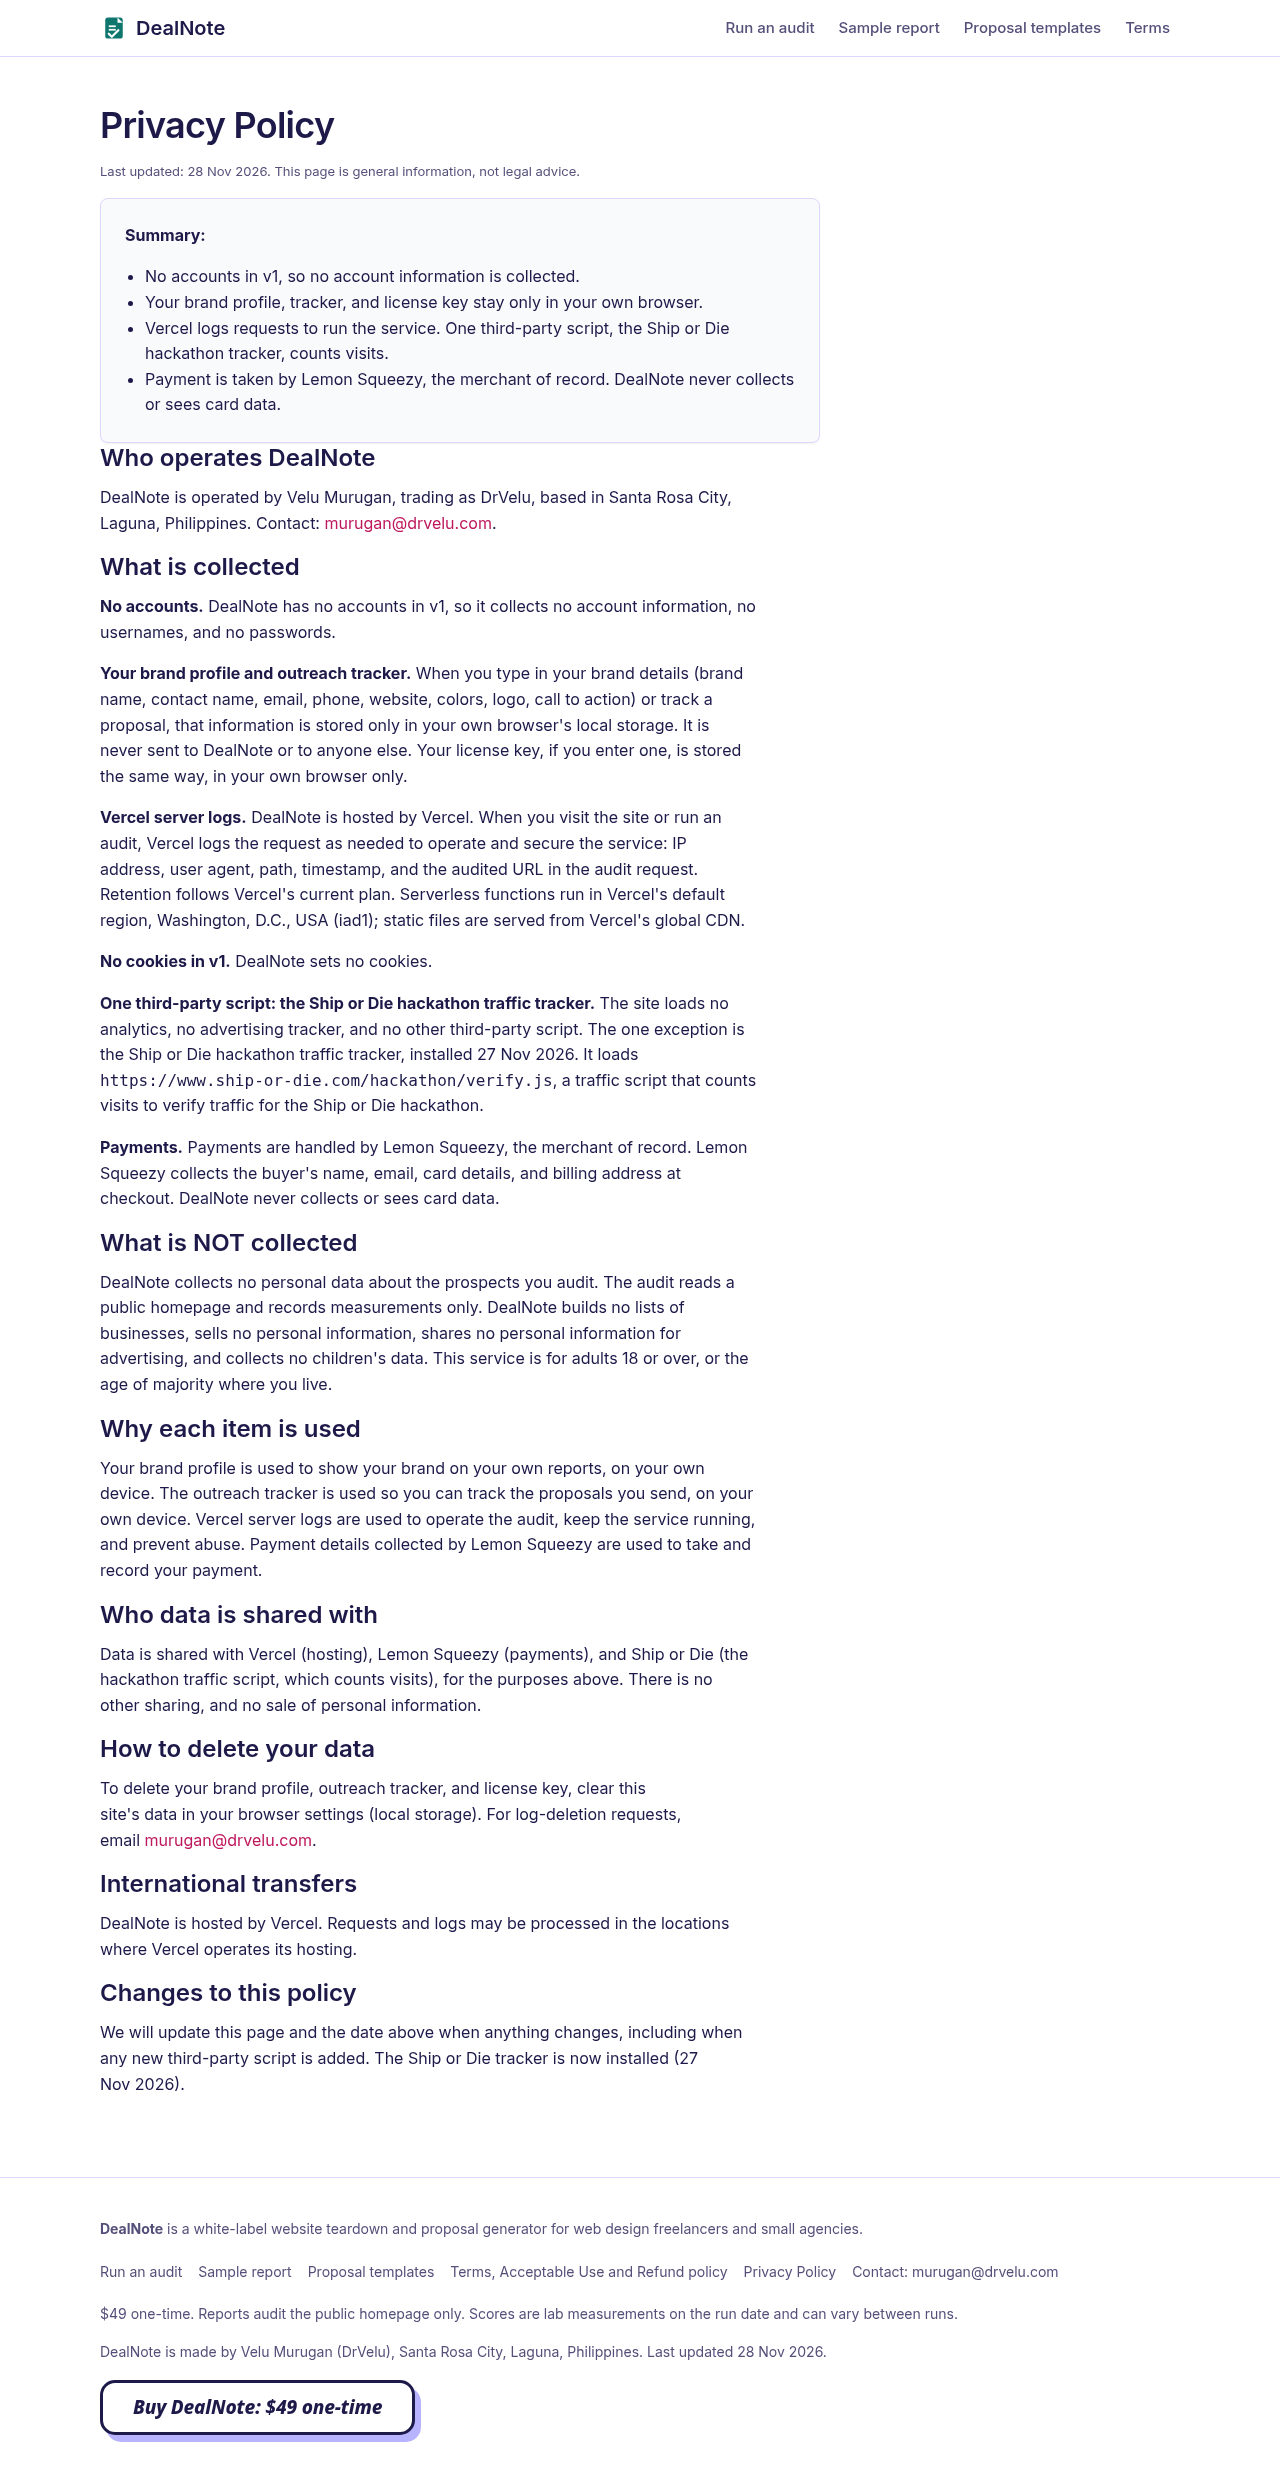 DealNote
Run an audit
Sample report
Proposal templates
Terms
Privacy Policy
Last updated: 28 Nov 2026. This page is general information, not legal advice.
Summary:
• No accounts in v1, so no account information is collected.
• Your brand profile, tracker, and license key stay only in your own browser.
• Vercel logs requests to run the service. One third-party script, the Ship or Die
hackathon tracker, counts visits.
• Payment is taken by Lemon Squeezy, the merchant of record. DealNote never collects
or sees card data.
Who operates DealNote
DealNote is operated by Velu Murugan, trading as DrVelu, based in Santa Rosa City,
Laguna, Philippines. Contact: murugan@drvelu.com.
What is collected
No accounts. DealNote has no accounts in v1, so it collects no account information, no
usernames, and no passwords.
Your brand profile and outreach tracker. When you type in your brand details (brand
name, contact name, email, phone, website, colors, logo, call to action) or track a
proposal, that information is stored only in your own browser's local storage. It is
never sent to DealNote or to anyone else. Your license key, if you enter one, is stored
the same way, in your own browser only.
Vercel server logs. DealNote is hosted by Vercel. When you visit the site or run an
audit, Vercel logs the request as needed to operate and secure the service: IP
address, user agent, path, timestamp, and the audited URL in the audit request.
Retention follows Vercel's current plan. Serverless functions run in Vercel's default
region, Washington, D.C., USA (iad1); static files are served from Vercel's global CDN.
No cookies in v1. DealNote sets no cookies.
One third-party script: the Ship or Die hackathon traffic tracker. The site loads no
analytics, no advertising tracker, and no other third-party script. The one exception is
the Ship or Die hackathon traffic tracker, installed 27 Nov 2026. It loads
https://www.ship-or-die.com/hackathon/verify.js, a traffic script that counts
visits to verify traffic for the Ship or Die hackathon.
Payments. Payments are handled by Lemon Squeezy, the merchant of record. Lemon
Squeezy collects the buyer's name, email, card details, and billing address at
checkout. DealNote never collects or sees card data.
What is NOT collected
DealNote collects no personal data about the prospects you audit. The audit reads a
public homepage and records measurements only. DealNote builds no lists of
businesses, sells no personal information, shares no personal information for
advertising, and collects no children's data. This service is for adults 18 or over, or the
age of majority where you live.
Why each item is used
Your brand profile is used to show your brand on your own reports, on your own
device. The outreach tracker is used so you can track the proposals you send, on your
own device. Vercel server logs are used to operate the audit, keep the service running,
and prevent abuse. Payment details collected by Lemon Squeezy are used to take and
record your payment.
Who data is shared with
Data is shared with Vercel (hosting), Lemon Squeezy (payments), and Ship or Die (the
hackathon traffic script, which counts visits), for the purposes above. There is no
other sharing, and no sale of personal information.
How to delete your data
To delete your brand profile, outreach tracker, and license key, clear this
site's data in your browser settings (local storage). For log-deletion requests,
email murugan@drvelu.com.
International transfers
DealNote is hosted by Vercel. Requests and logs may be processed in the locations
where Vercel operates its hosting.
Changes to this policy
We will update this page and the date above when anything changes, including when
any new third-party script is added. The Ship or Die tracker is now installed (27
Nov 2026).
DealNote is a white-label website teardown and proposal generator for web design freelancers and small agencies.
Run an audit
Sample report
Proposal templates
Terms, Acceptable Use and Refund policy
Privacy Policy
Contact: murugan@drvelu.com
$49 one-time. Reports audit the public homepage only. Scores are lab measurements on the run date and can vary between runs.
DealNote is made by Velu Murugan (DrVelu), Santa Rosa City, Laguna, Philippines. Last updated 28 Nov 2026.
Buy DealNote: $49 one-time